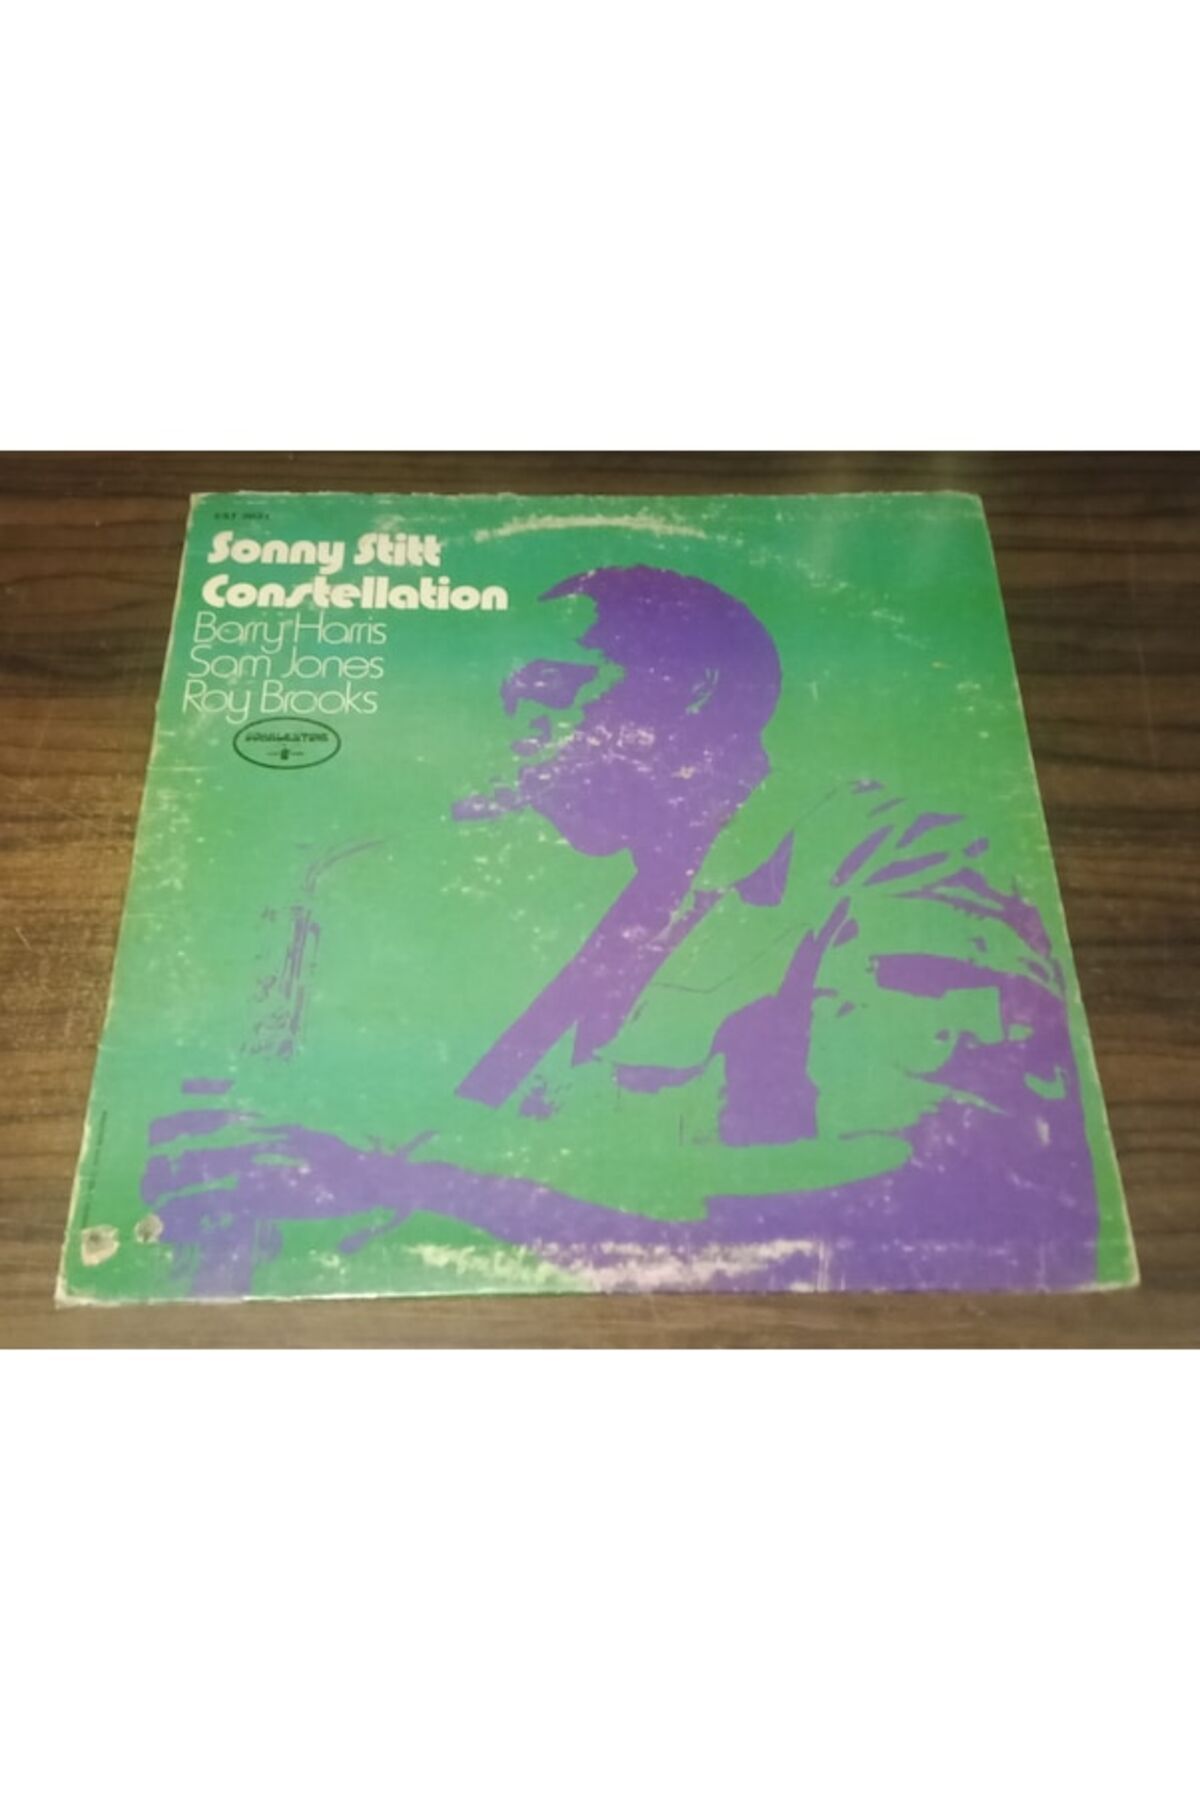 Sonny Stitt
Constellation
Barry Harris
Sam Jones
Roy Brooks